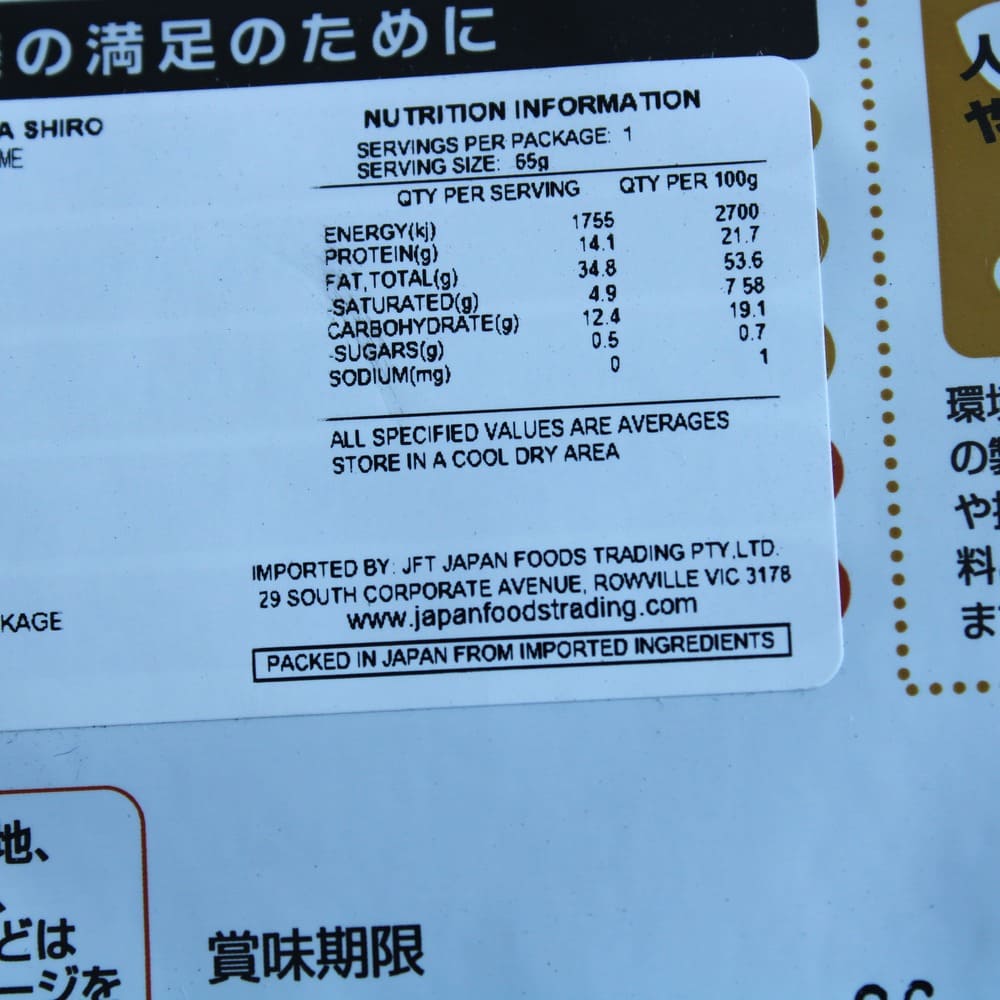 の満足のために
A SHIRO
ME
NUTRITION INFORMATION
SERVINGS PER PACKAGE: 1
SERVING SIZE: 65g
QTY PER SERVING QTY PER 100g
ENERGY(kj) 1755 2700
PROTEIN(g) 14.1 21.7
FAT,TOTAL(g) 34.8 53.6
-SATURATED(g) 4.9 7 58
CARBOHYDRATE(g) 12.4 19.1
-SUGARS(g) 0.5 0.7
SODIUM(mg) 0 1
ALL SPECIFIED VALUES ARE AVERAGES
STORE IN A COOL DRY AREA
IMPORTED BY: JFT JAPAN FOODS TRADING PTY.LTD.
29 SOUTH CORPORATE AVENUE, ROWVILLE VIC 3178
www.japanfoodstrading.com
KAGE
PACKED IN JAPAN FROM IMPORTED INGREDIENTS
人
や
環
の
や
料
ま
地、
どは
ージを
賞味期限